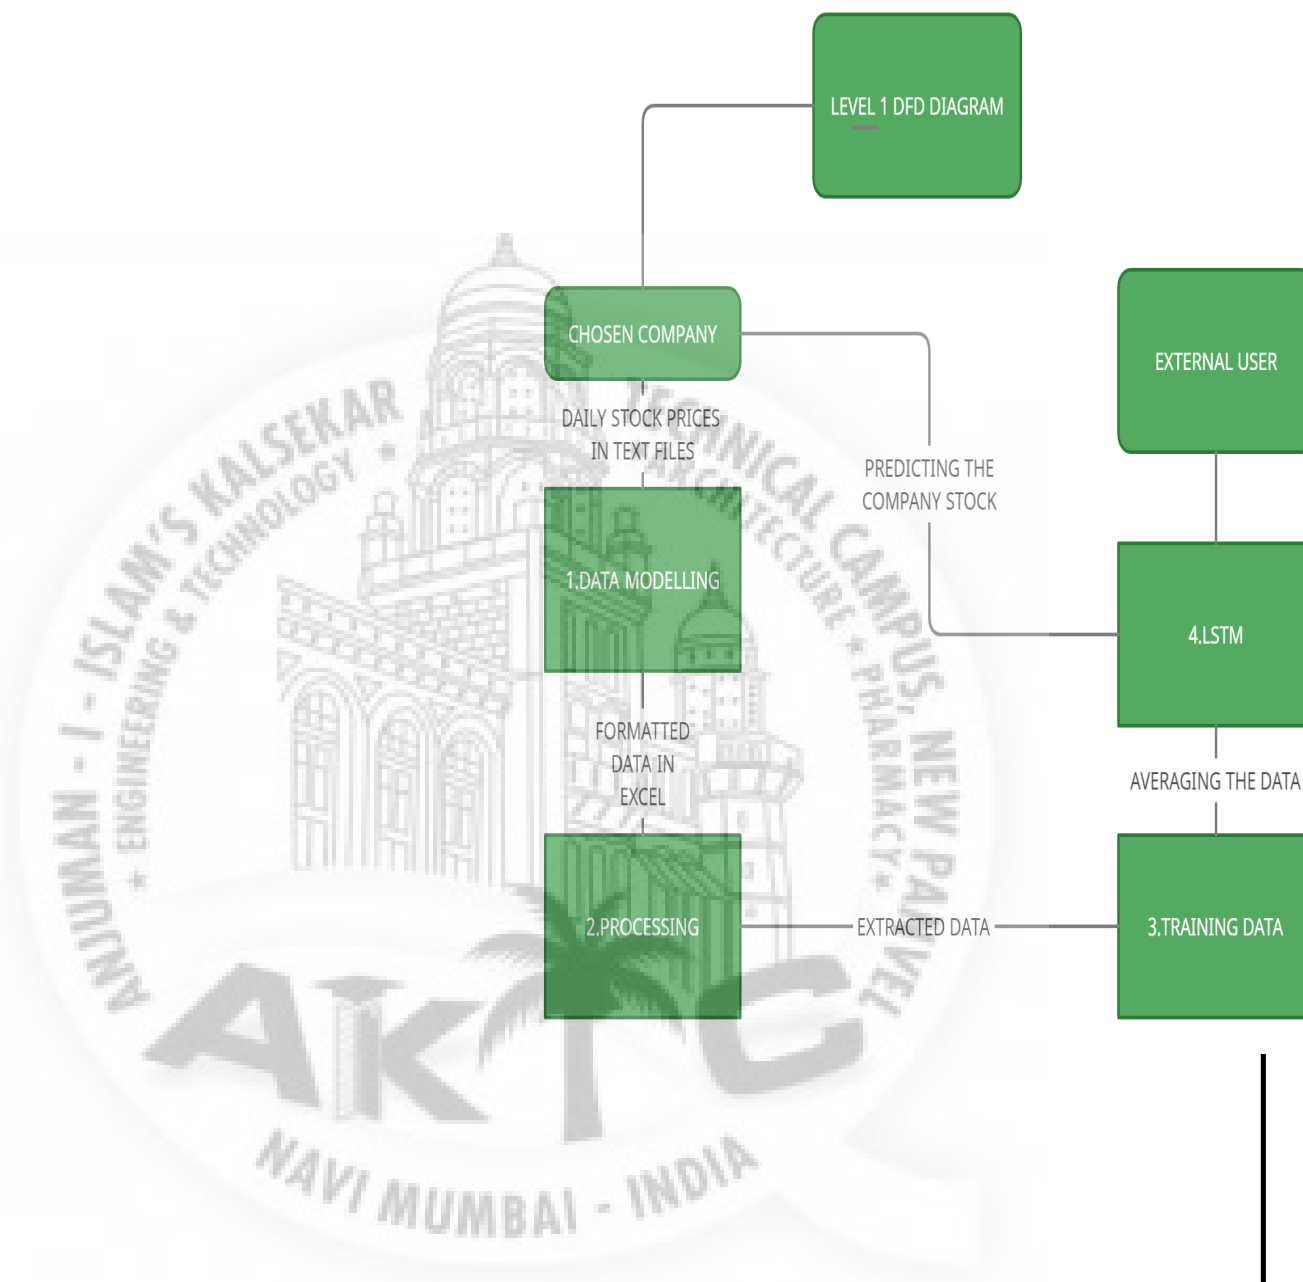 LEVEL 1 DFD DIAGRAM
CHOSEN COMPANY
EXTERNAL USER
DAILY STOCK PRICES
IN TEXT FILES
PREDICTING THE
COMPANY STOCK
1.DATA MODELLING
4.LSTM
FORMATTED
DATA IN
EXCEL
AVERAGING THE DATA
2.PROCESSING
EXTRACTED DATA
3.TRAINING DATA
ANJUMAN - I - ISLAM'S KALSEKAR TECHNICAL CAMPUS, NEW PANVEL
★ ENGINEERING & TECHNOLOGY ★ ARCHITECTURE ★ PHARMACY ★
AKTC
NAVI MUMBAI - INDIA